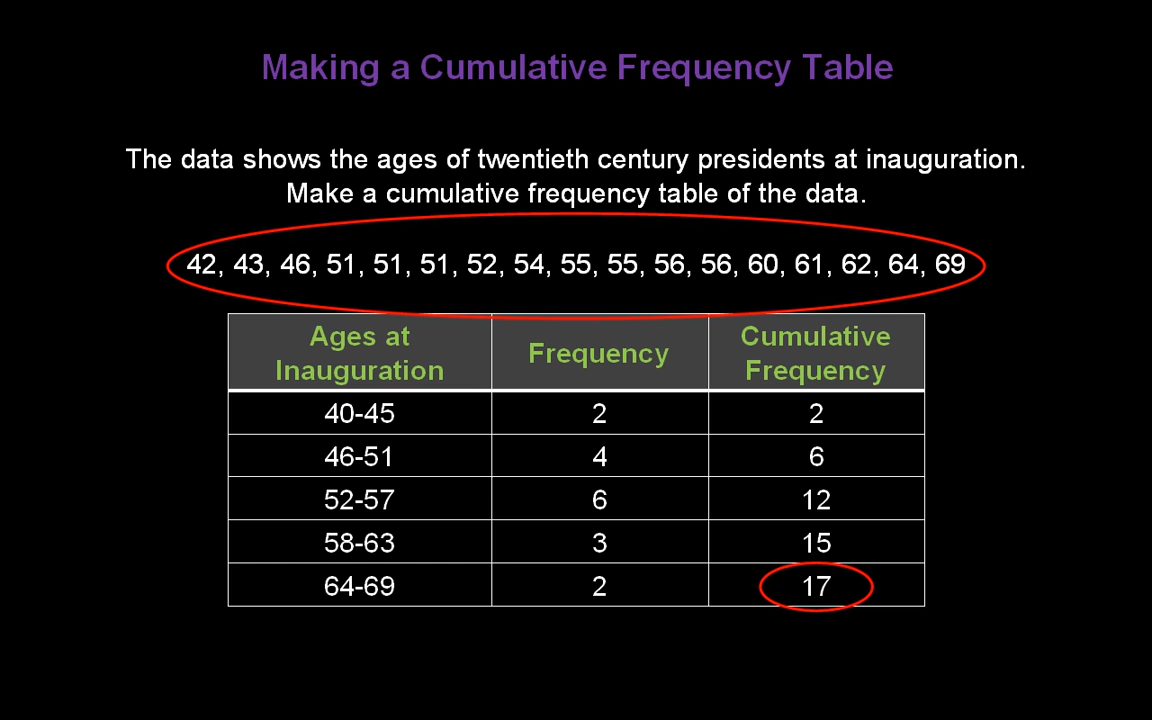 Making a Cumulative Frequency Table
The data shows the ages of twentieth century presidents at inauguration.
Make a cumulative frequency table of the data.
42, 43, 46, 51, 51, 51, 52, 54, 55, 55, 56, 56, 60, 61, 62, 64, 69
Ages at
Inauguration
Frequency
Cumulative
Frequency
40-45 2 2
46-51 4 6
52-57 6 12
58-63 3 15
64-69 2 17